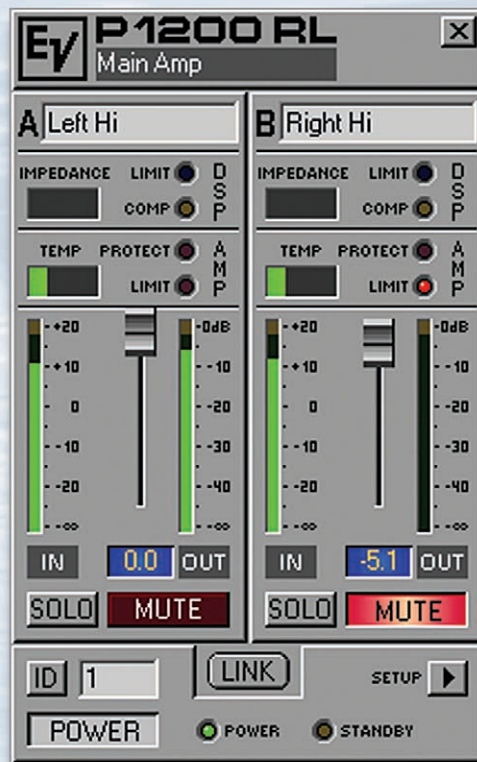 EV P1200 RL
Main Amp
X
A Left Hi
IMPEDANCE LIMIT DSP
COMP
TEMP PROTECT AMP
LIMIT
+20 -0dB
+10 -10
0 -20
-10 -30
-20 -40
-∞ -∞
IN 0.0 OUT
SOLO MUTE
B Right Hi
IMPEDANCE LIMIT DSP
COMP
TEMP PROTECT AMP
LIMIT
+20 -0dB
+10 -10
0 -20
-10 -30
-20 -40
-∞ -∞
IN -5.1 OUT
SOLO MUTE
ID 1 LINK SETUP
POWER POWER STANDBY